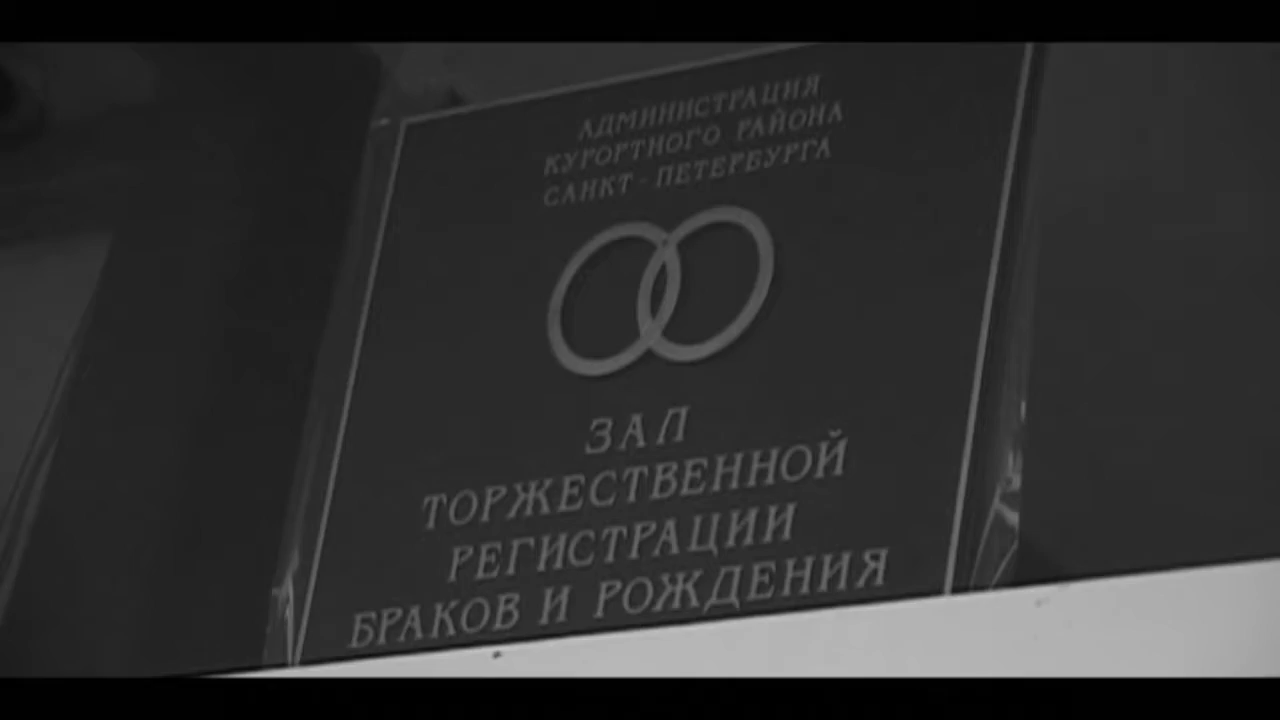 АДМИНИСТРАЦИЯ
КУРОРТНОГО РАЙОНА
САНКТ-ПЕТЕРБУРГА
ЗАЛ
ТОРЖЕСТВЕННОЙ
РЕГИСТРАЦИИ
БРАКОВ И РОЖДЕНИЯ